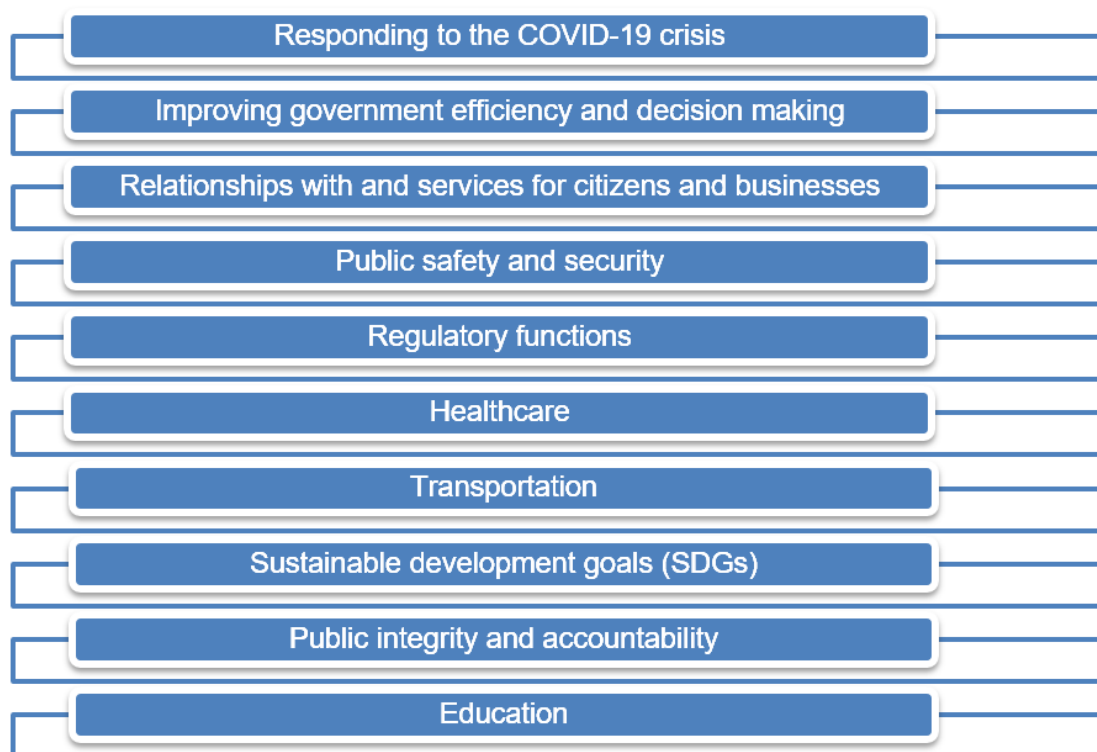 Responding to the COVID-19 crisis
Improving government efficiency and decision making
Relationships with and services for citizens and businesses
Public safety and security
Regulatory functions
Healthcare
Transportation
Sustainable development goals (SDGs)
Public integrity and accountability
Education